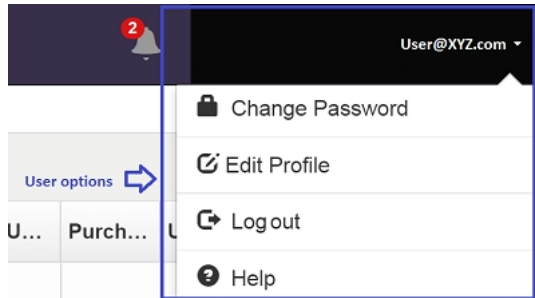 2
User@XYZ.com
Change Password
Edit Profile
User options
Log out
U... Purch... U
Help